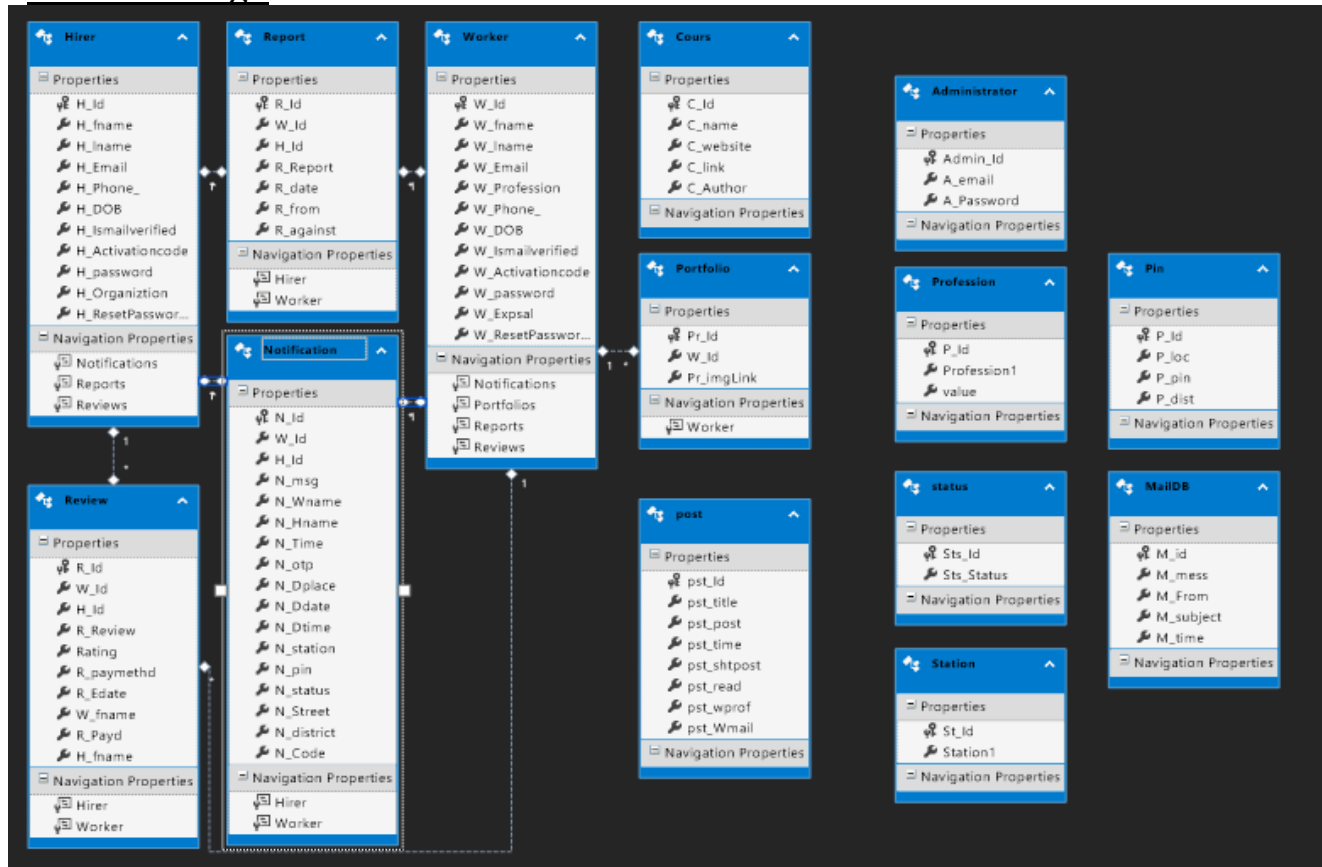 Hirer
Properties
H_Id
H_fname
H_lname
H_Email
H_Phone_
H_DOB
H_Ismailverified
H_Activationcode
H_password
H_Organiztion
H_ResetPasswor...
Navigation Properties
Notifications
Reports
Reviews
1
*
Review
Properties
R_Id
W_Id
H_Id
R_Review
Rating
R_paymethd
R_Edate
W_fname
R_Payd
H_fname
Navigation Properties
Hirer
Worker
Report
Properties
R_Id
W_Id
H_Id
R_Report
R_date
R_from
R_against
Navigation Properties
Hirer
Worker
Notification
Properties
N_Id
W_Id
H_Id
N_msg
N_Wname
N_Hname
N_Time
N_otp
N_Dplace
N_Ddate
N_Dtime
N_station
N_pin
N_status
N_Street
N_district
N_Code
Navigation Properties
Hirer
Worker
Worker
Properties
W_Id
W_fname
W_lname
W_Email
W_Profession
W_Phone_
W_DOB
W_Ismailverified
W_Activationcode
W_password
W_Expsal
W_ResetPasswor...
Navigation Properties
Notifications
Portfolios
Reports
Reviews
1
1 *
Cours
Properties
C_Id
C_name
C_website
C_link
C_Author
Navigation Properties
Portfolio
Properties
Pr_Id
W_Id
Pr_imgLink
Navigation Properties
Worker
post
Properties
pst_Id
pst_title
pst_post
pst_time
pst_shtpost
pst_read
pst_wprof
pst_Wmail
Navigation Properties
Administrator
Properties
Admin_Id
A_email
A_Password
Navigation Properties
Profession
Properties
P_Id
Profession1
value
Navigation Properties
status
Properties
Sts_Id
Sts_Status
Navigation Properties
Station
Properties
St_Id
Station1
Navigation Properties
Pin
Properties
P_Id
P_loc
P_pin
P_dist
Navigation Properties
MailDB
Properties
M_id
M_mess
M_From
M_subject
M_time
Navigation Properties